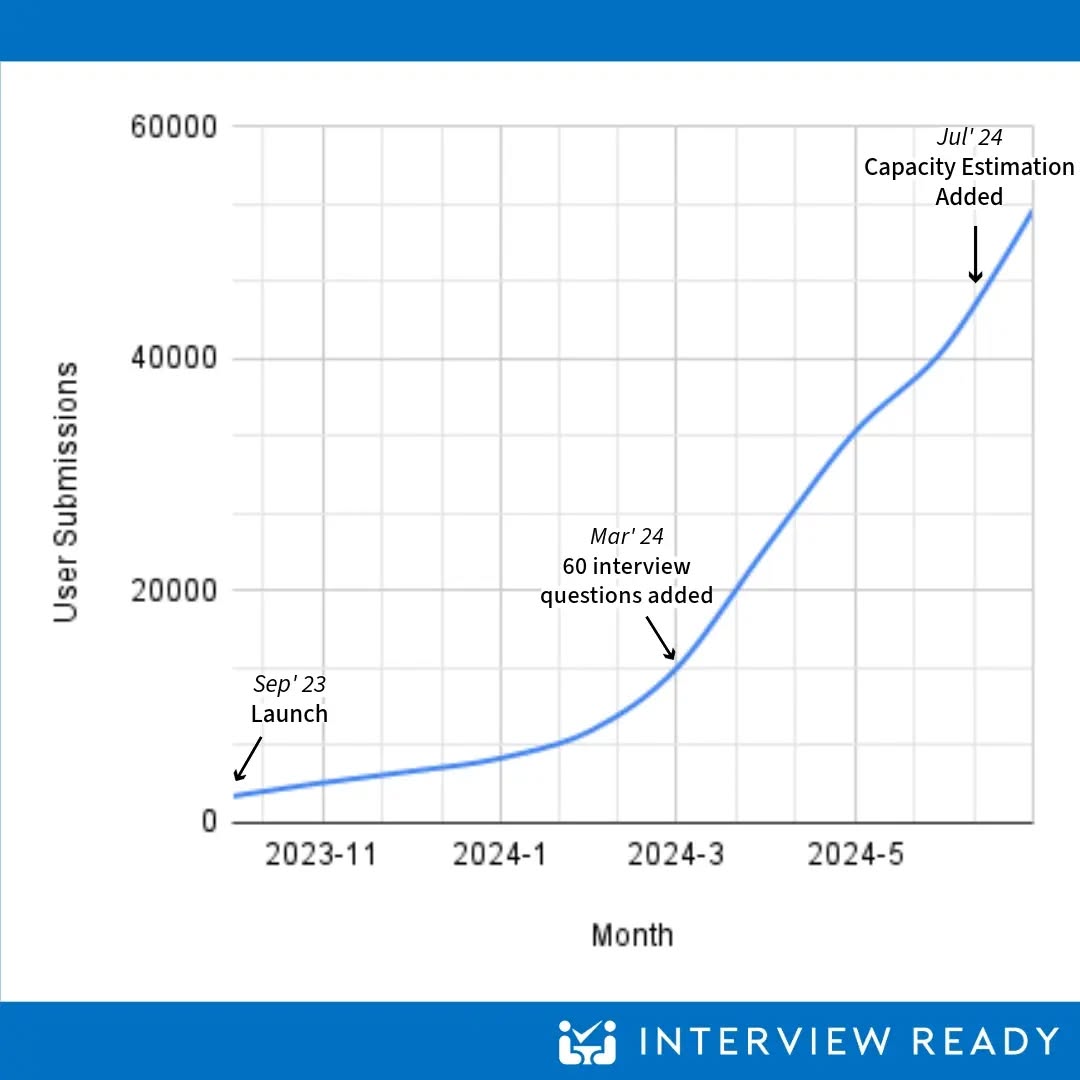 60000
Jul' 24
Capacity Estimation
Added
40000
User Submissions
Mar' 24
60 interview
questions added
20000
Sep' 23
Launch
0
2023-11 2024-1 2024-3 2024-5
Month
INTERVIEW READY